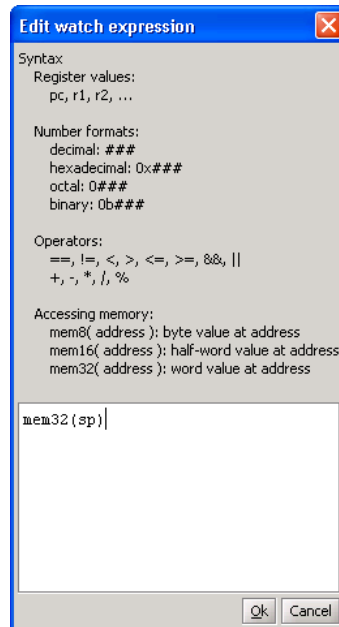 Edit watch expression
Syntax
Register values:
pc, r1, r2, ...
Number formats:
decimal: ###
hexadecimal: 0x###
octal: 0###
binary: 0b###
Operators:
==, !=, <, >, <=, >=, &&, ||
+, -, *, /, %
Accessing memory:
mem8( address ): byte value at address
mem16( address ): half-word value at address
mem32( address ): word value at address
mem32(sp)
Ok Cancel